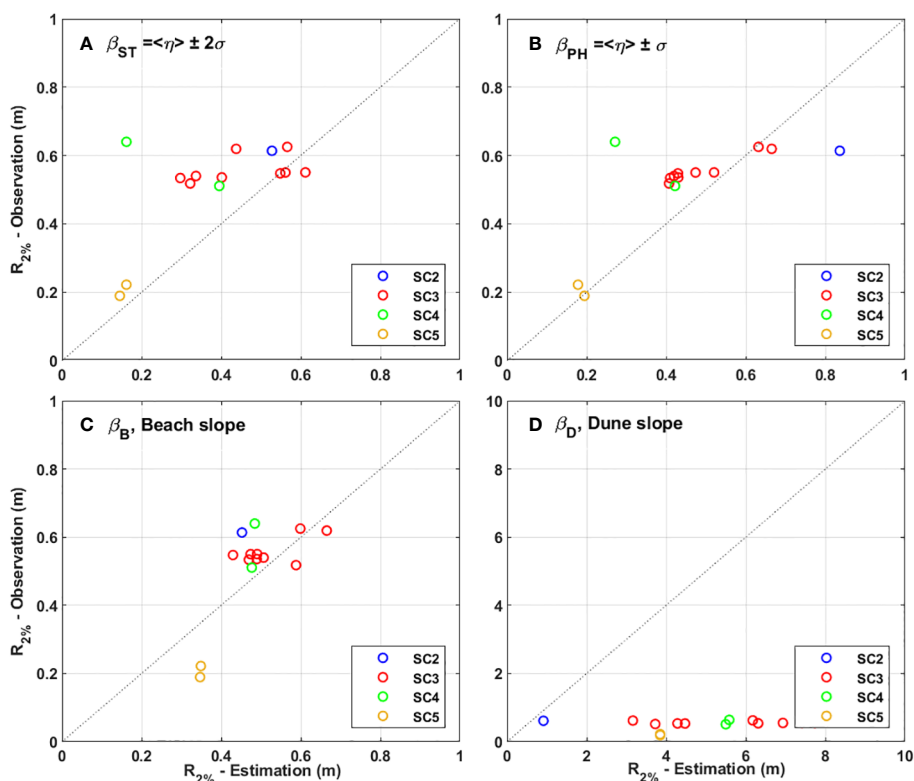 A β_ST =<η> ± 2σ
R_2% - Observation (m)
1
0.8
0.6
0.4
0.2
0
0
0.2
0.4
0.6
0.8
1
SC2
SC3
SC4
SC5
B β_PH =<η> ± σ
1
0.8
0.6
0.4
0.2
0
0
0.2
0.4
0.6
0.8
1
SC2
SC3
SC4
SC5
C β_B, Beach slope
R_2% - Observation (m)
1
0.8
0.6
0.4
0.2
0
0
0.2
0.4
0.6
0.8
1
R_2% - Estimation (m)
SC2
SC3
SC4
SC5
D β_D, Dune slope
10
8
6
4
2
0
2
4
6
8
10
R_2% - Estimation (m)
SC2
SC3
SC4
SC5